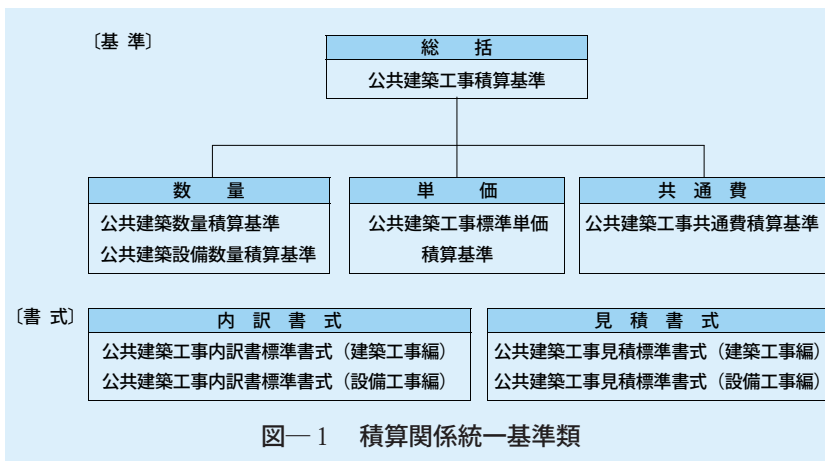 〔基 準〕
総 括
公共建築工事積算基準
数 量
公共建築数量積算基準
公共建築設備数量積算基準
単 価
公共建築工事標準単価
積算基準
共 通 費
公共建築工事共通費積算基準
〔書 式〕
内 訳 書 式
公共建築工事内訳書標準書式（建築工事編）
公共建築工事内訳書標準書式（設備工事編）
見 積 書 式
公共建築工事見積標準書式（建築工事編）
公共建築工事見積標準書式（設備工事編）
図―1 積算関係統一基準類